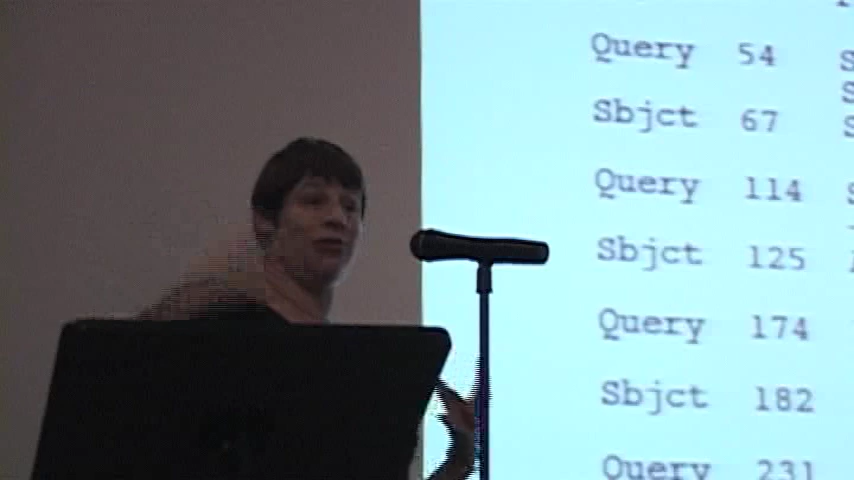 Query 54 S
S
Sbjct 67 S
Query 114 S
Sbjct 125
Query 174
Sbjct 182
Query 231